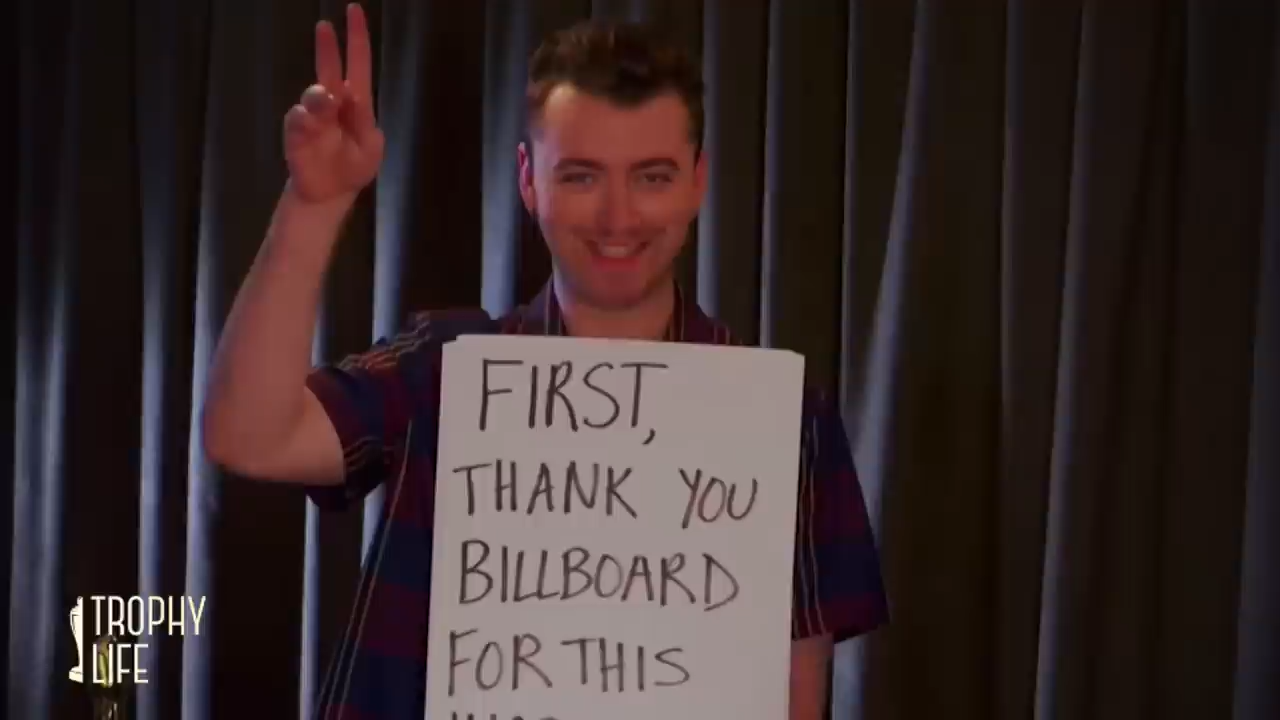 FIRST,
THANK YOU
BILLBOARD
FOR THIS
TROPHY
LIFE